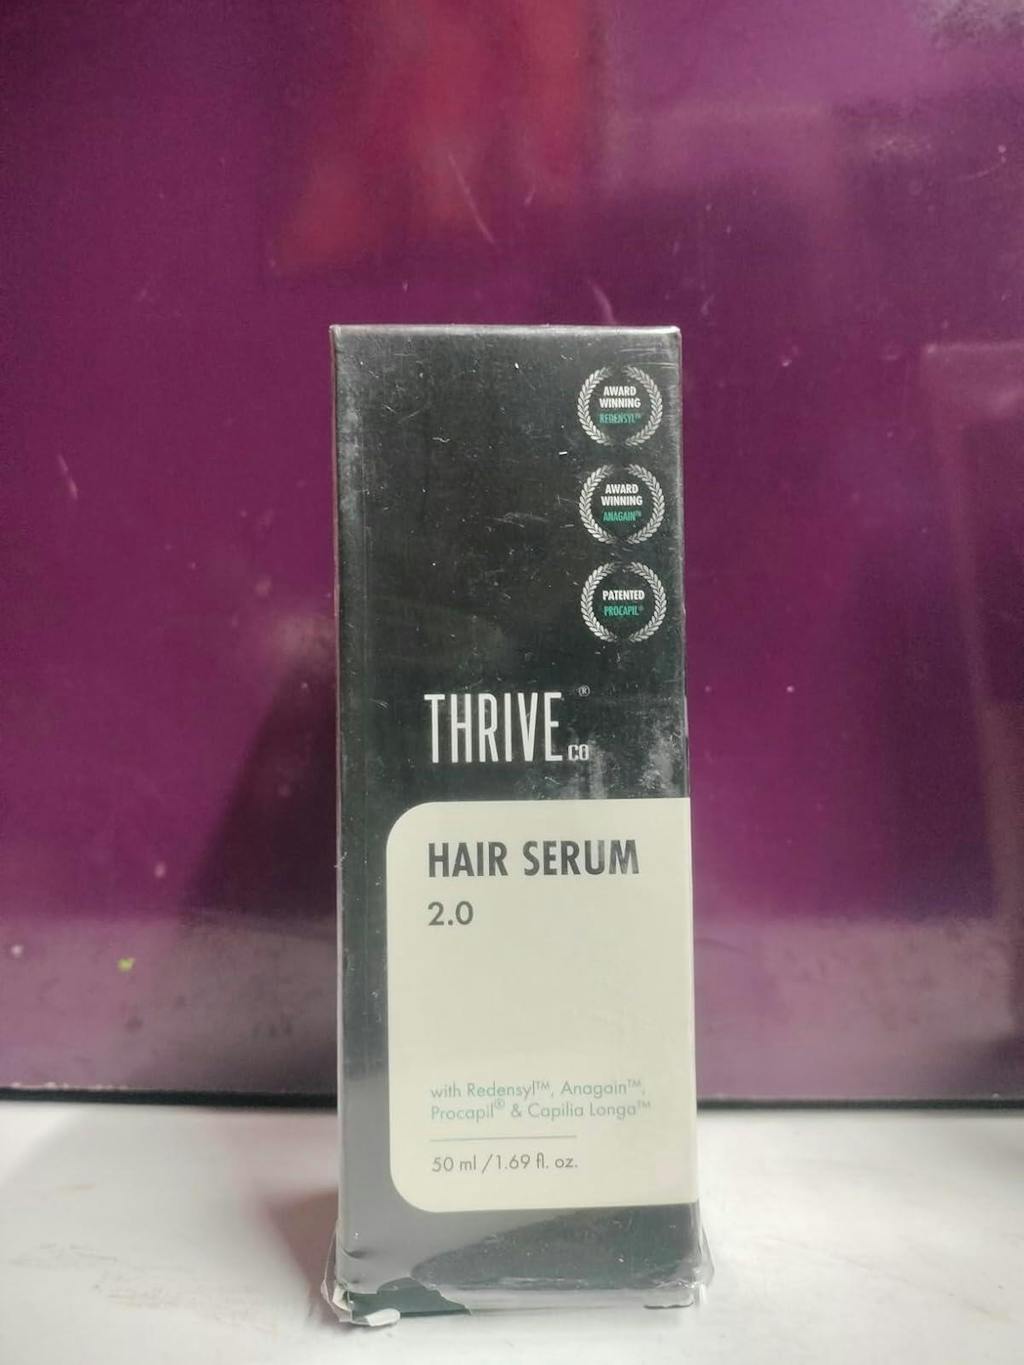 AWARD
WINNING
REDENSYL™
AWARD
WINNING
ANAGAIN™
PATENTED
PROCAPIL®
THRIVE CO ®
HAIR SERUM
2.0
with Redensyl™, Anagain™,
Procapil® & Capilia Longa™
50 ml /1.69 fl. oz.